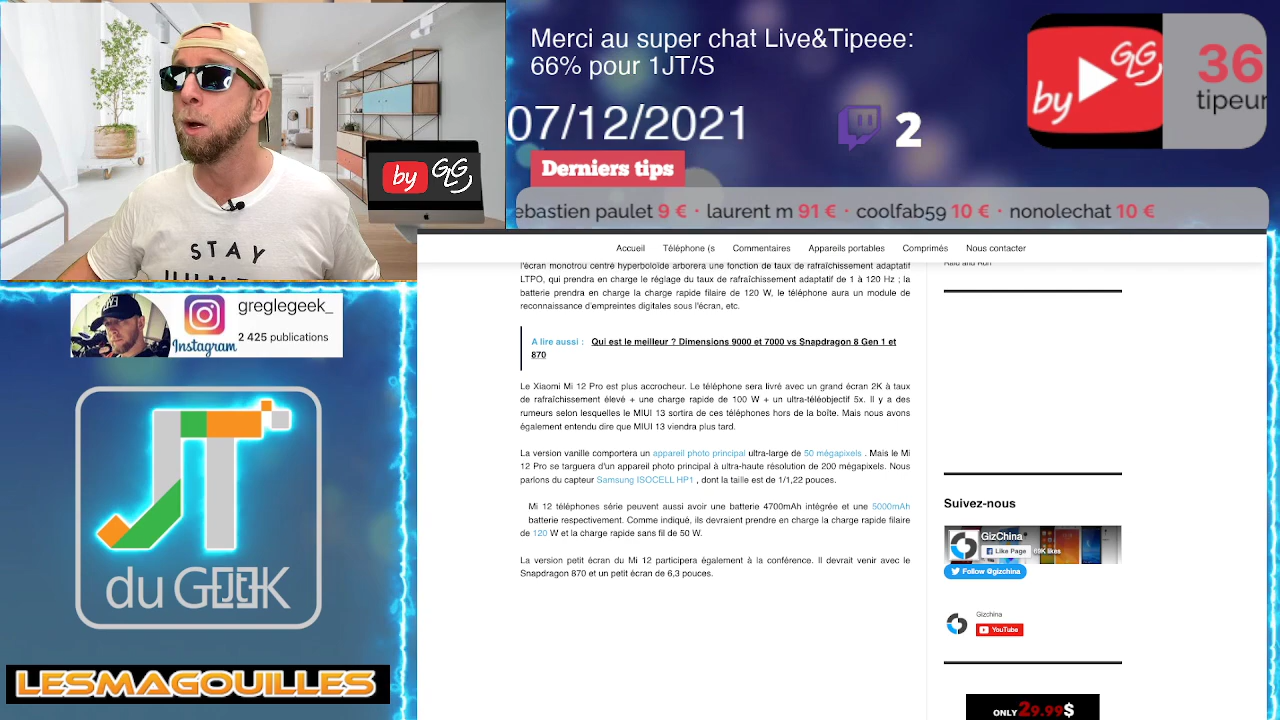 Merci au super chat Live&Tipeee:
66% pour 1JT/S
07/12/2021
2
by GLG
36
tipeur
Derniers tips
ebastien paulet 9 € · laurent m 91 € · coolfab59 10 € · nonolechat 10 €
by GLG
STAY
greglegeek_
2 425 publications
Instagram
JT
du GEEK
LESMAGOUILLES
Accueil Téléphone (s Commentaires Appareils portables Comprimés Nous contacter
l'écran monotrou centré hyperboloïde arborera une fonction de taux de rafraîchissement adaptatif
LTPO, qui prendra en charge le réglage du taux de rafraîchissement adaptatif de 1 à 120 Hz ; la
batterie prendra en charge la charge rapide filaire de 120 W, le téléphone aura un module de
reconnaissance d'empreintes digitales sous l'écran, etc.
A lire aussi : Qui est le meilleur ? Dimensions 9000 et 7000 vs Snapdragon 8 Gen 1 et
870
Le Xiaomi Mi 12 Pro est plus accrocheur. Le téléphone sera livré avec un grand écran 2K à taux
de rafraîchissement élevé + une charge rapide de 100 W + un ultra-téléobjectif 5x. Il y a des
rumeurs selon lesquelles le MIUI 13 sortira de ces téléphones hors de la boîte. Mais nous avons
également entendu dire que MIUI 13 viendra plus tard.
La version vanille comportera un appareil photo principal ultra-large de 50 mégapixels . Mais le Mi
12 Pro se targuera d'un appareil photo principal à ultra-haute résolution de 200 mégapixels. Nous
parlons du capteur Samsung ISOCELL HP1 , dont la taille est de 1/1,22 pouces.
Mi 12 téléphones série peuvent aussi avoir une batterie 4700mAh intégrée et une 5000mAh
batterie respectivement. Comme indiqué, ils devraient prendre en charge la charge rapide filaire
de 120 W et la charge rapide sans fil de 50 W.
La version petit écran du Mi 12 participera également à la conférence. Il devrait venir avec le
Snapdragon 870 et un petit écran de 6,3 pouces.
Suivez-nous
GizChina
Like Page 69K likes
Follow @gizchina
Gizchina
YouTube
ONLY 29.99$